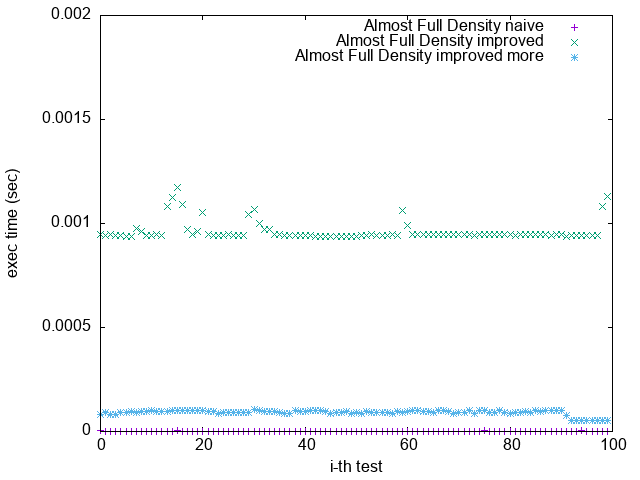 0.002
Almost Full Density naive
Almost Full Density improved
Almost Full Density improved more
0.0015
0.001
0.0005
0
exec time (sec)
0 20 40 60 80 100
i-th test